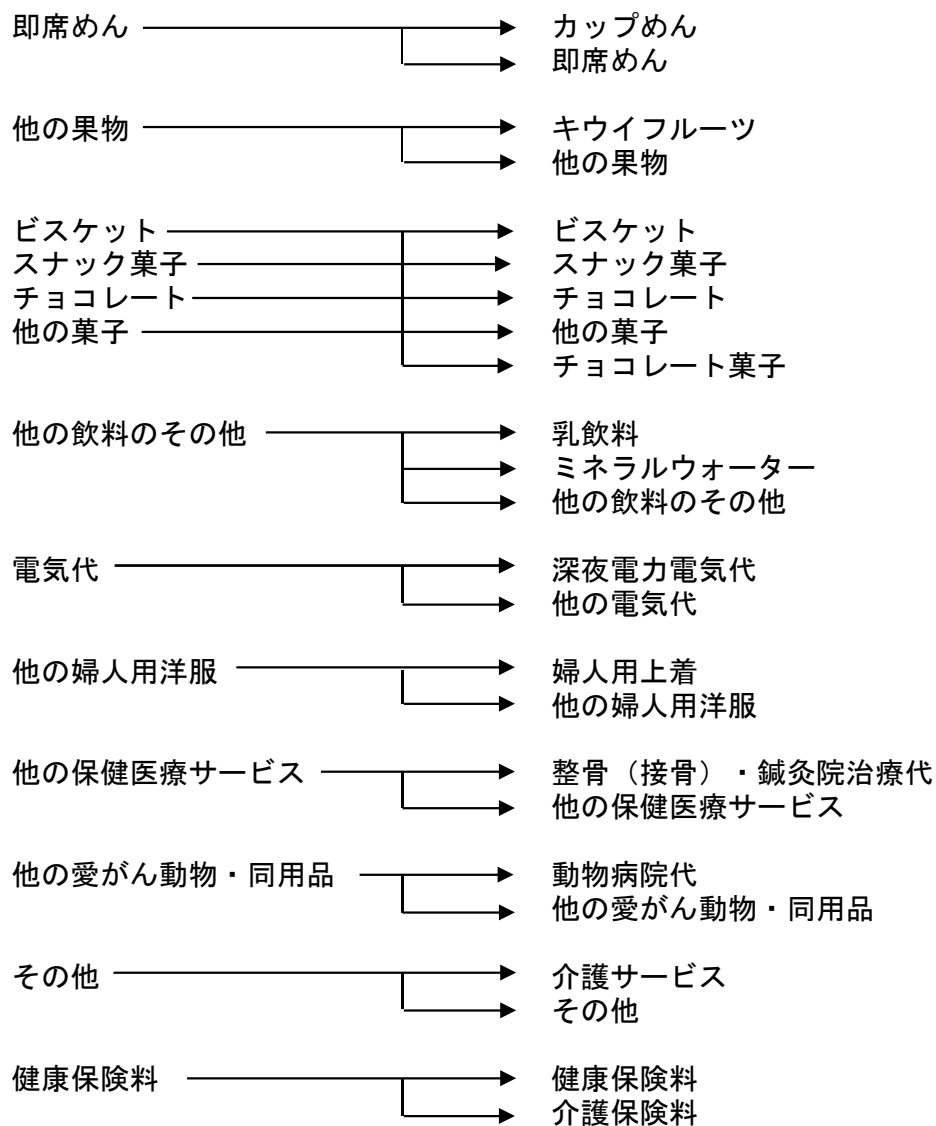 即席めん カップめん
即席めん
他の果物 キウイフルーツ
他の果物
ビスケット ビスケット
スナック菓子 スナック菓子
チョコレート チョコレート
他の菓子 他の菓子
チョコレート菓子
他の飲料のその他 乳飲料
ミネラルウォーター
他の飲料のその他
電気代 深夜電力電気代
他の電気代
他の婦人用洋服 婦人用上着
他の婦人用洋服
他の保健医療サービス 整骨（接骨）・鍼灸院治療代
他の保健医療サービス
他の愛がん動物・同用品 動物病院代
他の愛がん動物・同用品
その他 介護サービス
その他
健康保険料 健康保険料
介護保険料